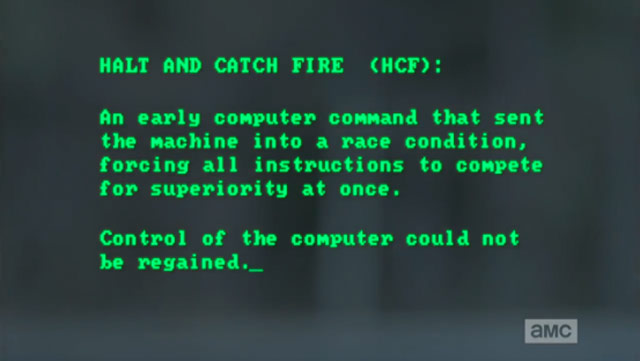 HALT AND CATCH FIRE (HCF):
An early computer command that sent
the machine into a race condition,
forcing all instructions to compete
for superiority at once.
Control of the computer could not
be regained._
amc